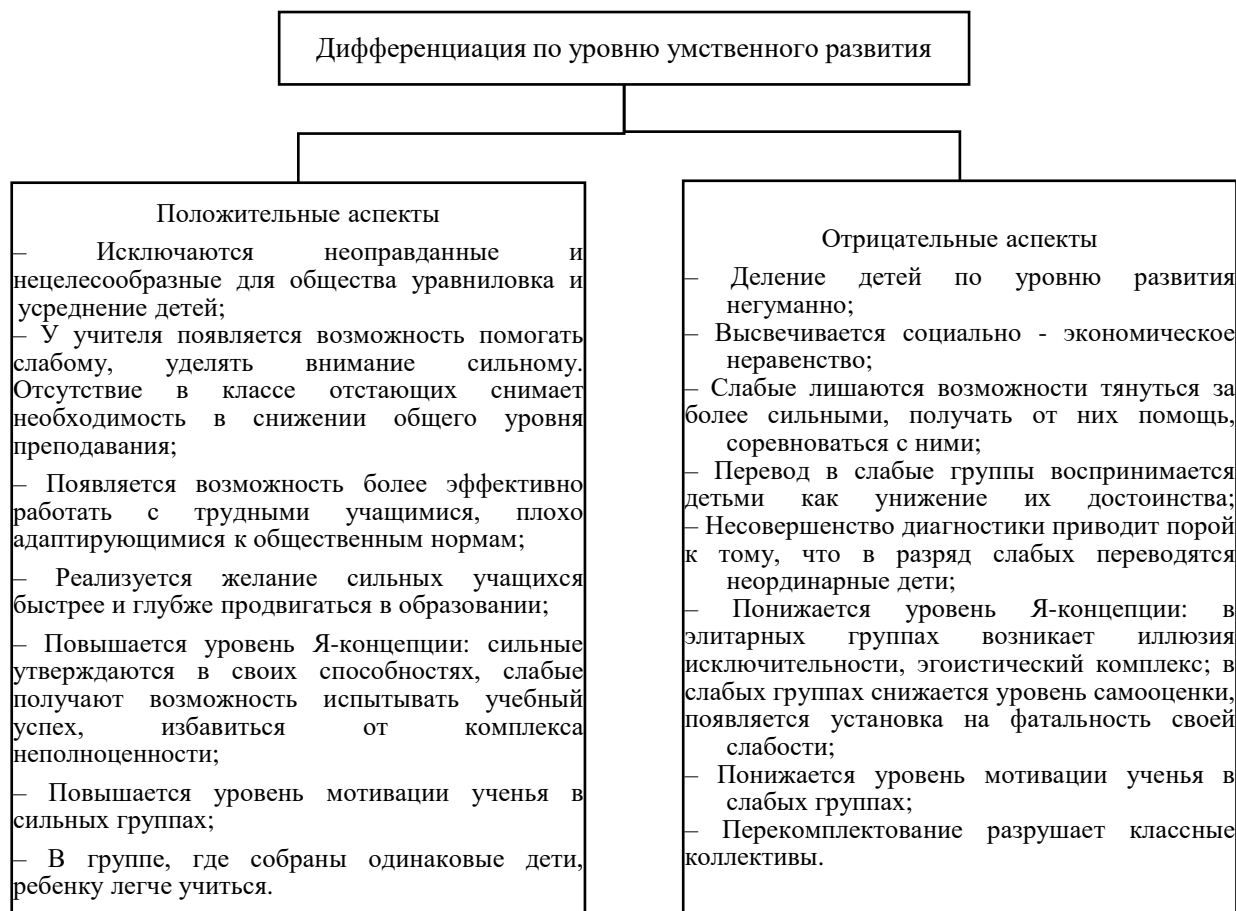 Дифференциация по уровню умственного развития
Положительные аспекты
– Исключаются неоправданные и
нецелесообразные для общества уравниловка и
усреднение детей;
– У учителя появляется возможность помогать
слабому, уделять внимание сильному.
Отсутствие в классе отстающих снимает
необходимость в снижении общего уровня
преподавания;
– Появляется возможность более эффективно
работать с трудными учащимися, плохо
адаптирующимися к общественным нормам;
– Реализуется желание сильных учащихся
быстрее и глубже продвигаться в образовании;
– Повышается уровень Я-концепции: сильные
утверждаются в своих способностях, слабые
получают возможность испытывать учебный
успех, избавиться от комплекса
неполноценности;
– Повышается уровень мотивации ученья в
сильных группах;
– В группе, где собраны одинаковые дети,
ребенку легче учиться.
Отрицательные аспекты
– Деление детей по уровню развития
негуманно;
– Высвечивается социально - экономическое
неравенство;
– Слабые лишаются возможности тянуться за
более сильными, получать от них помощь,
соревноваться с ними;
– Перевод в слабые группы воспринимается
детьми как унижение их достоинства;
– Несовершенство диагностики приводит порой
к тому, что в разряд слабых переводятся
неординарные дети;
– Понижается уровень Я-концепции: в
элитарных группах возникает иллюзия
исключительности, эгоистический комплекс; в
слабых группах снижается уровень самооценки,
появляется установка на фатальность своей
слабости;
– Понижается уровень мотивации ученья в
слабых группах;
– Перекомплектование разрушает классные
коллективы.